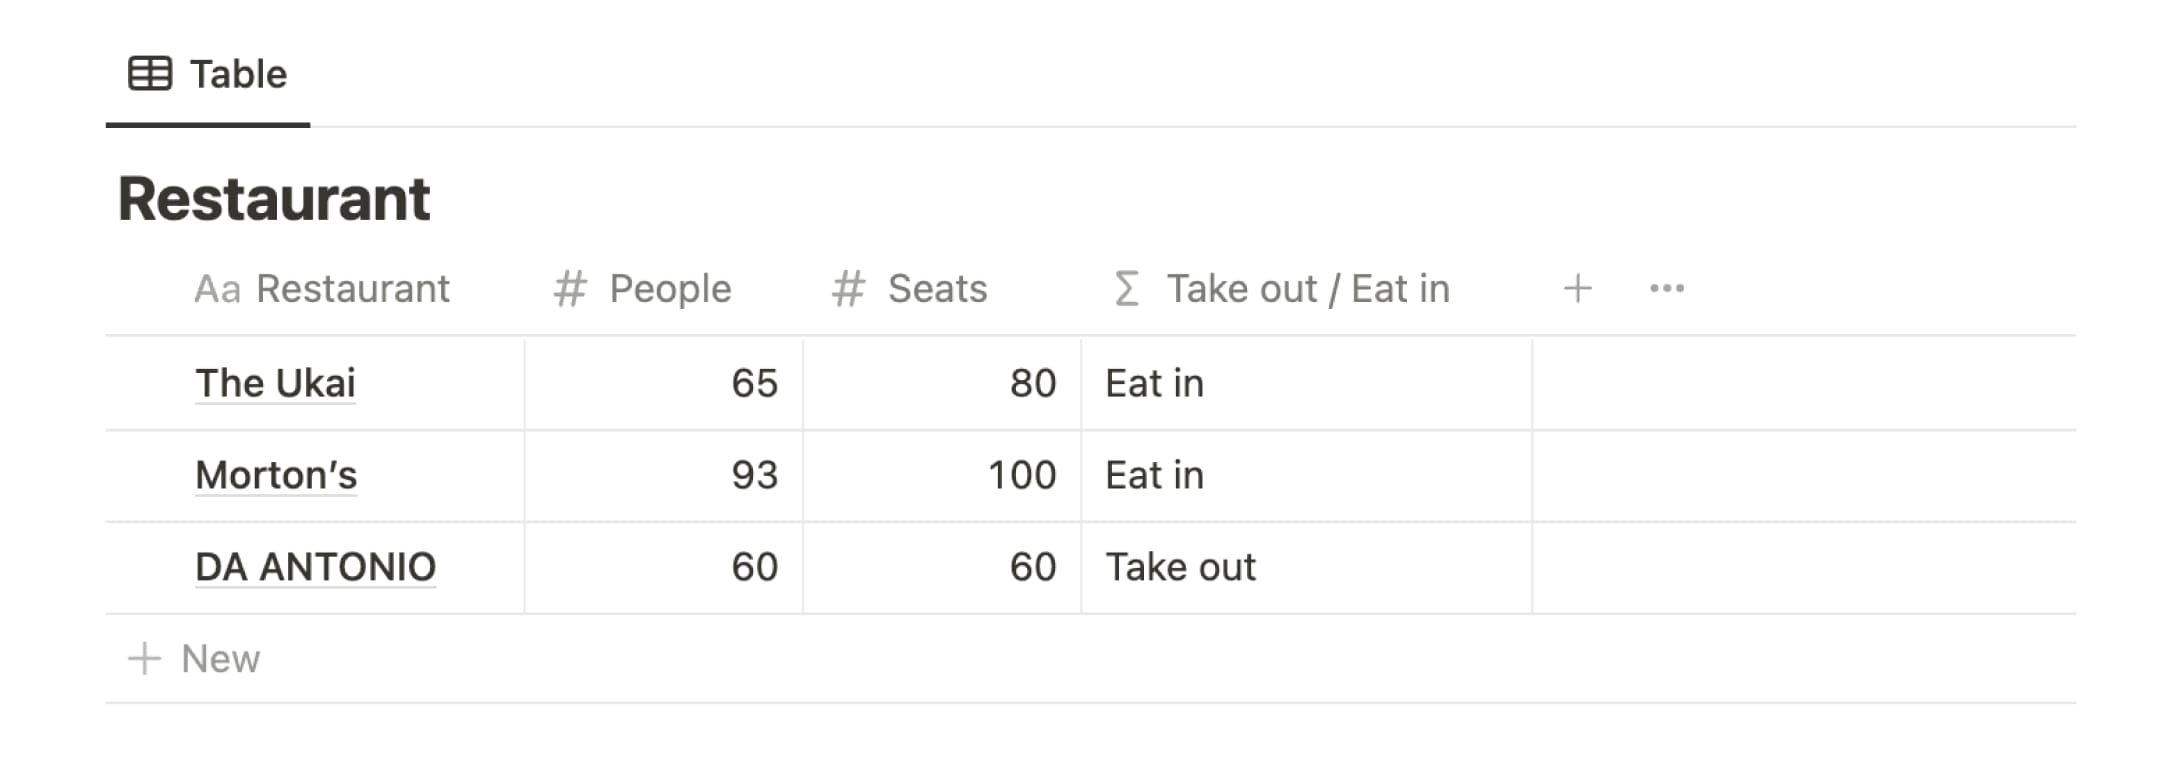 Table
Restaurant
Aa Restaurant # People # Seats Σ Take out / Eat in + •••
The Ukai 65 80 Eat in
Morton’s 93 100 Eat in
DA ANTONIO 60 60 Take out
+ New